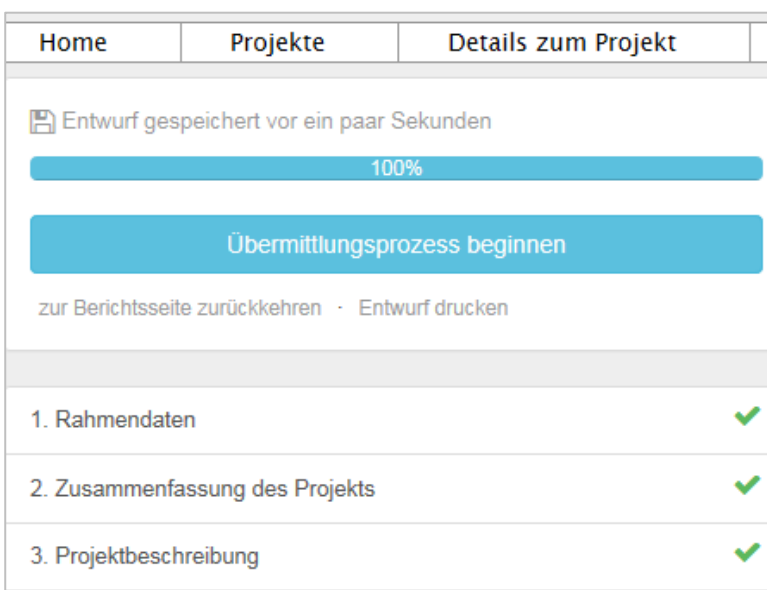 Home Projekte Details zum Projekt
Entwurf gespeichert vor ein paar Sekunden
100%
Übermittlungsprozess beginnen
zur Berichtsseite zurückkehren · Entwurf drucken
1. Rahmendaten
2. Zusammenfassung des Projekts
3. Projektbeschreibung